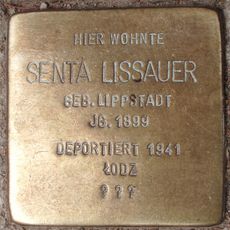 HIER WOHNTE
SENTA LISSAUER
GEB. LIPPSTADT
JG. 1899
DEPORTIERT 1941
ŁODZ
???